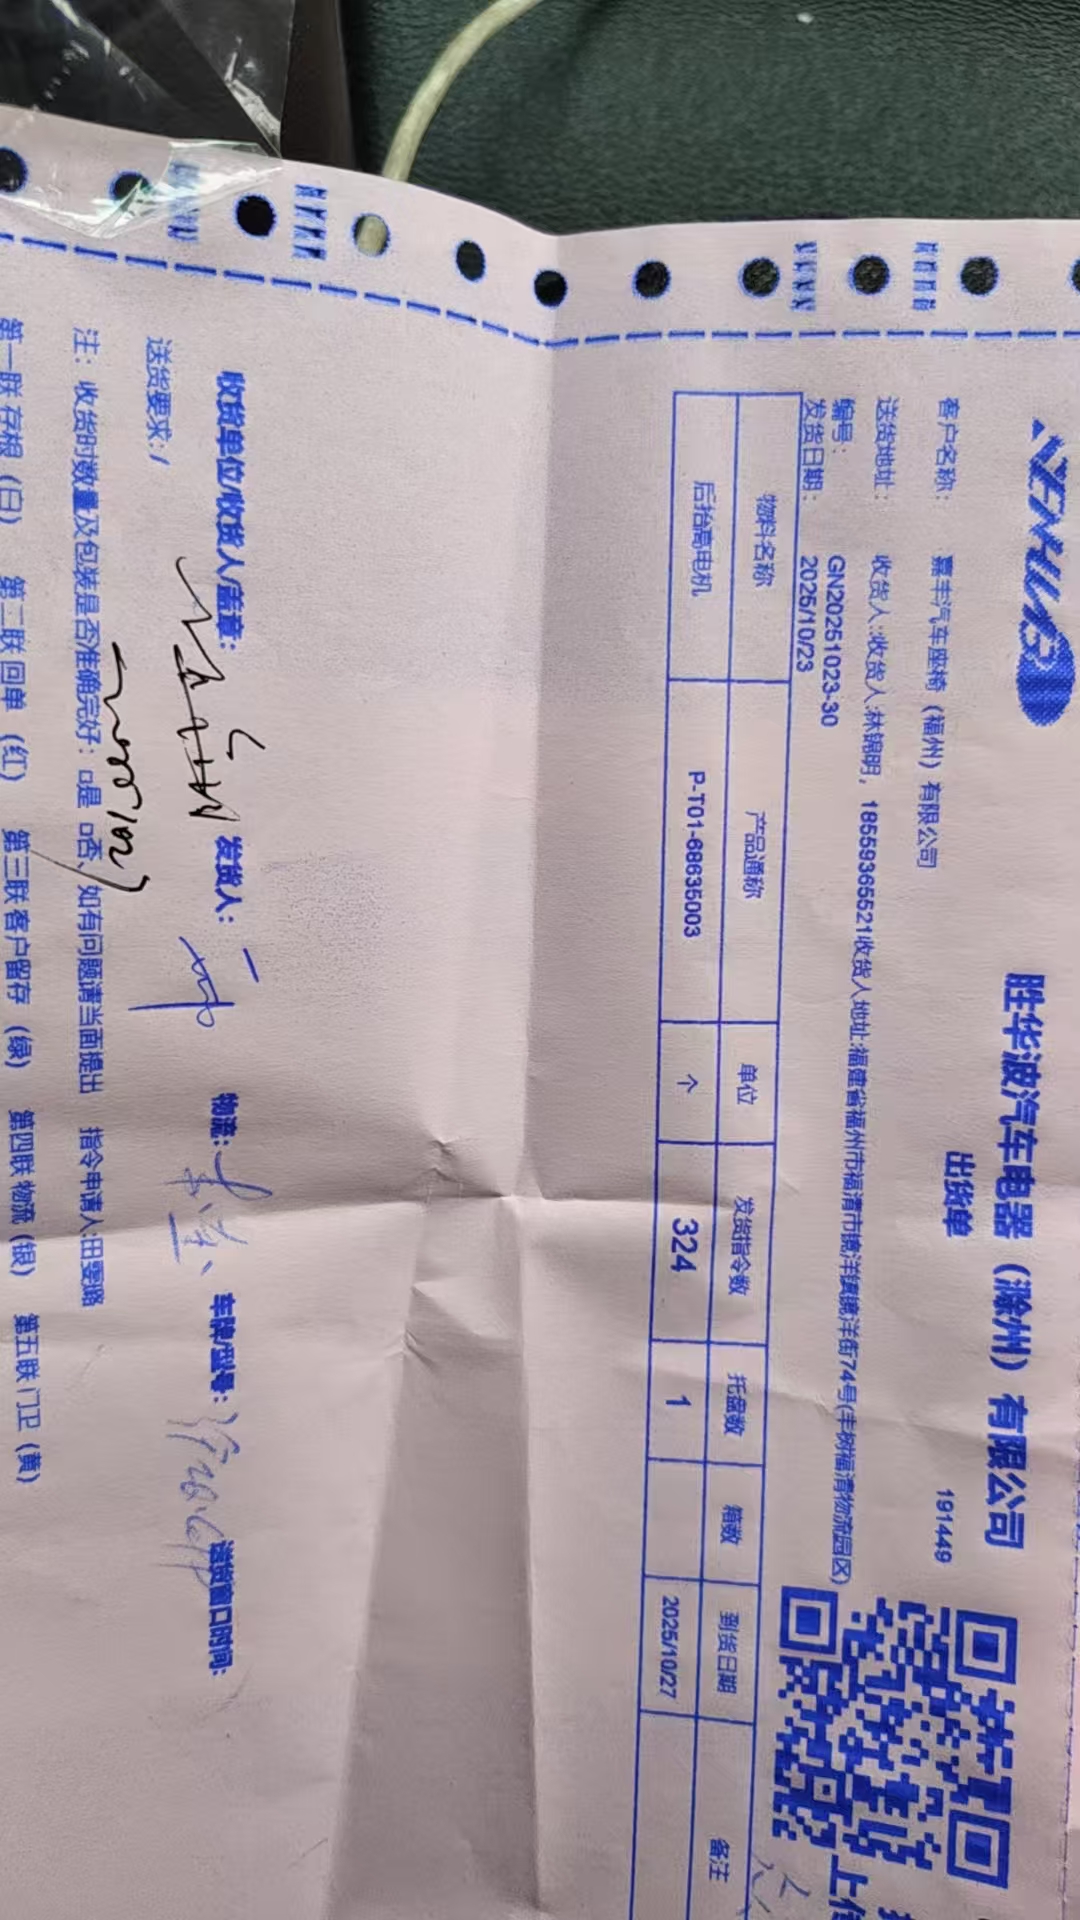 胜华波汽车电器（滁州）有限公司
出货单
191449
客户名称： 嘉丰汽车座椅（福州）有限公司
送货地址： 收货人:收货人:林锦明，18559365521收货人地址:福建省福州市福清市镜洋镇镜洋街74号(丰树福清物流园区)
编号： GN20251023-30
发货日期： 2025/10/23
物料名称 产品通称 单位 发货指令数 托盘数 箱数 到货日期 备注
后抬高电机 P-T01-68635003 个 324 1 2025/10/27
上传
收货单位/收货人/盖章： 发货人： 物流： 车牌/型号： 送货窗口时间：
送货要求：/
注：收货时数量及包装是否准确完好：□是 □否、如有问题请当面提出 指令申请人:田雯璐
第一联 存根（白） 第二联 回单（红） 第三联 客户留存（绿） 第四联 物流（银） 第五联 门卫（黄）